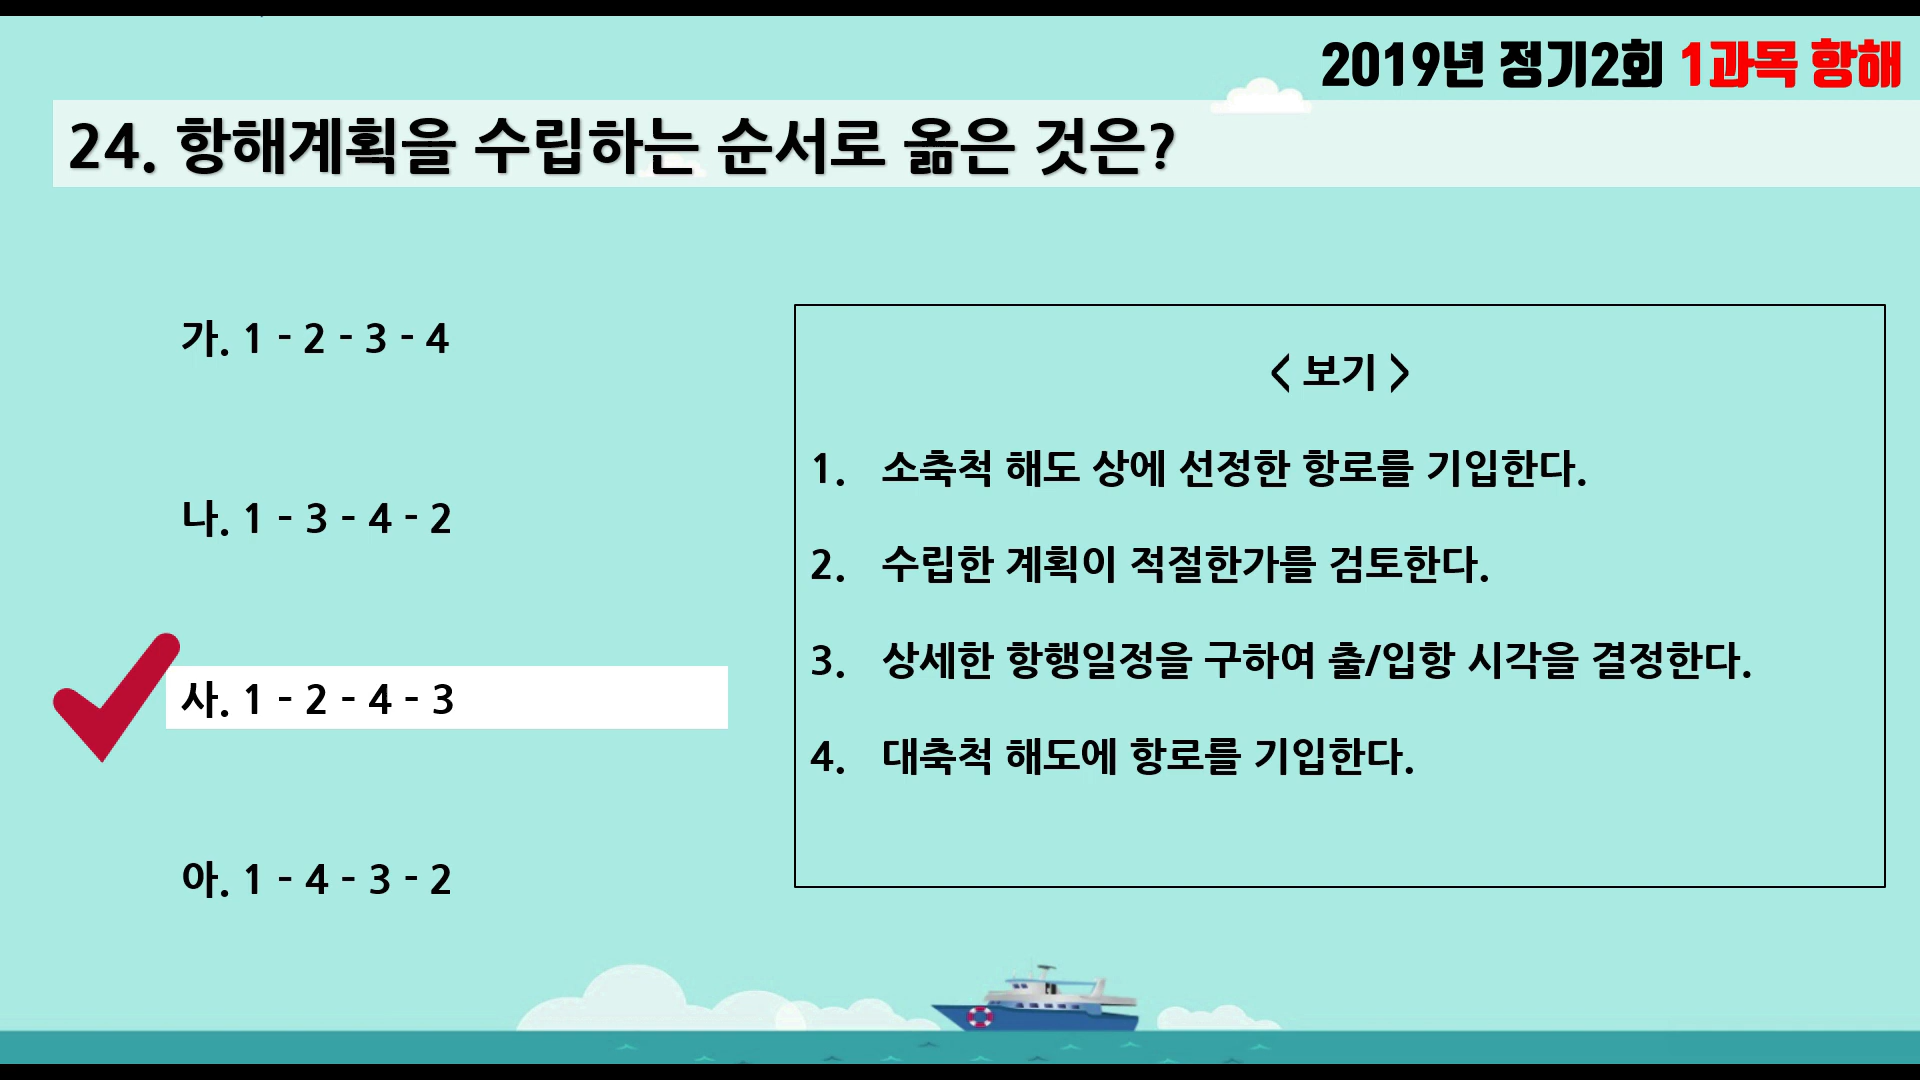 2019년 정기2회 1과목 항해
24. 항해계획을 수립하는 순서로 옳은 것은?
가. 1 - 2 - 3 - 4
나. 1 - 3 - 4 - 2
사. 1 - 2 - 4 - 3
아. 1 - 4 - 3 - 2
< 보기 >
1. 소축척 해도 상에 선정한 항로를 기입한다.
2. 수립한 계획이 적절한가를 검토한다.
3. 상세한 항행일정을 구하여 출/입항 시각을 결정한다.
4. 대축척 해도에 항로를 기입한다.